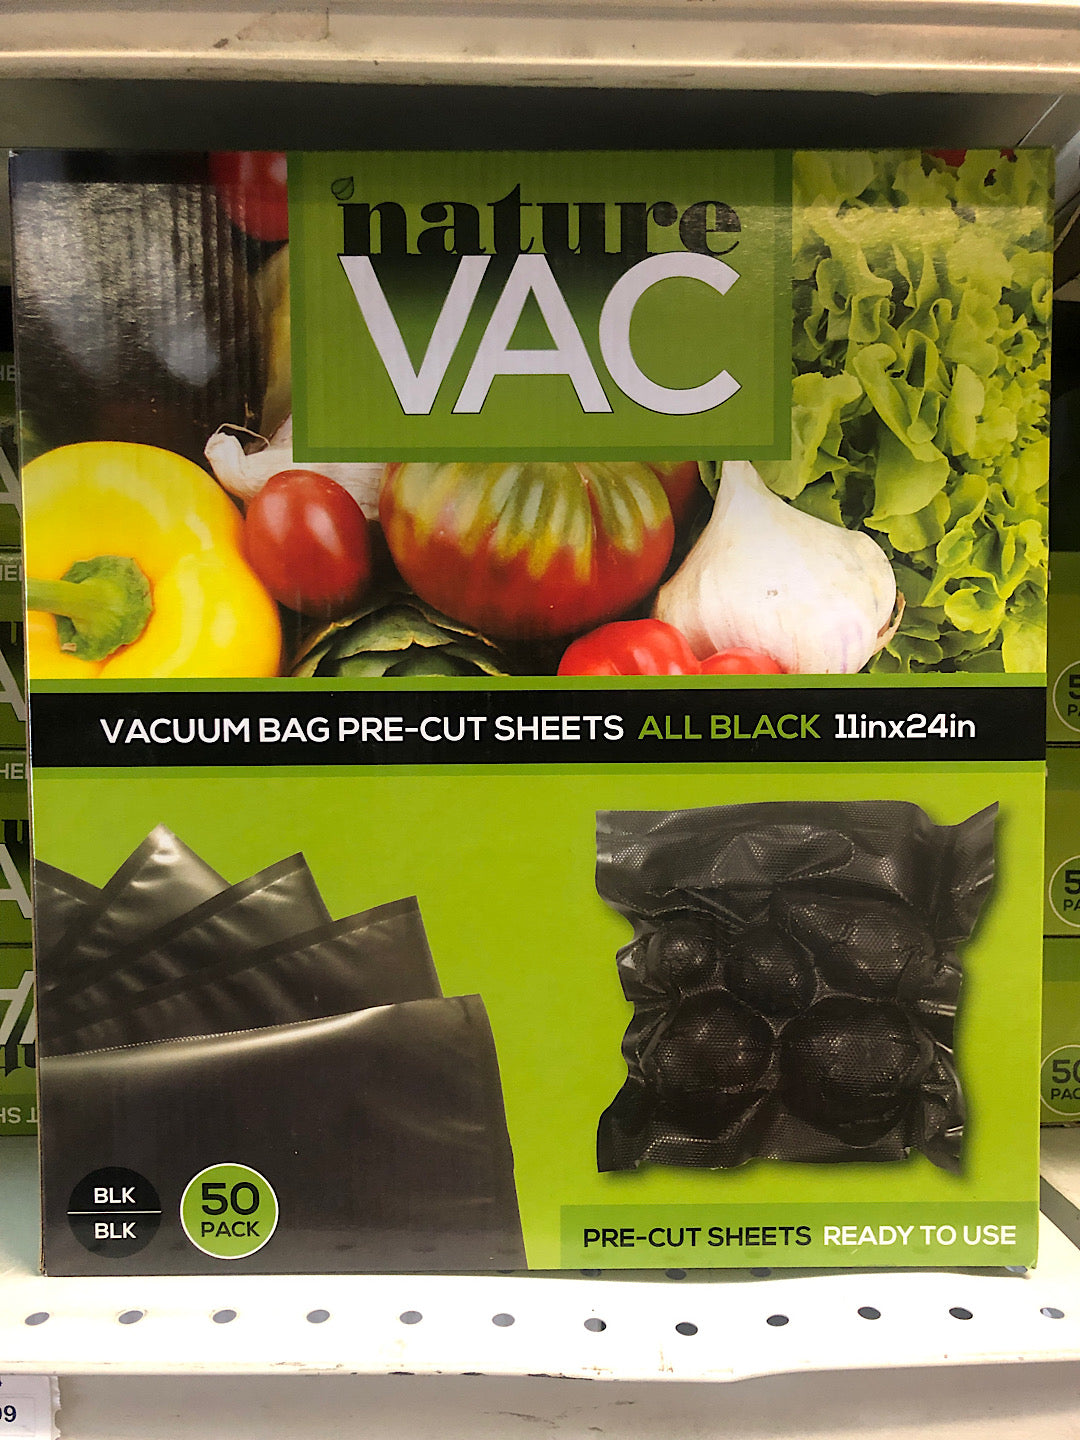 nature
VAC
VACUUM BAG PRE-CUT SHEETS ALL BLACK 11inx24in
BLK
BLK
50
PACK
PRE-CUT SHEETS READY TO USE